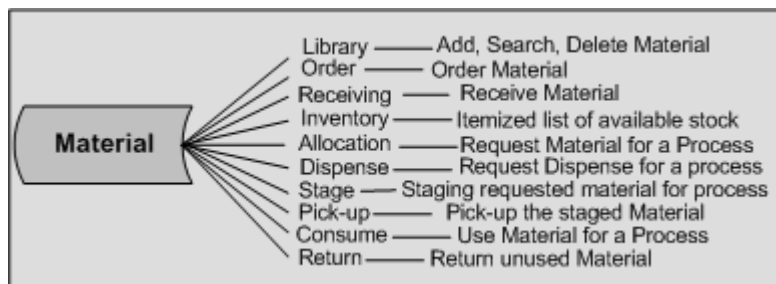 Material
Library Add, Search, Delete Material
Order Order Material
Receiving Receive Material
Inventory Itemized list of available stock
Allocation Request Material for a Process
Dispense Request Dispense for a process
Stage Staging requested material for process
Pick-up Pick-up the staged Material
Consume Use Material for a Process
Return Return unused Material